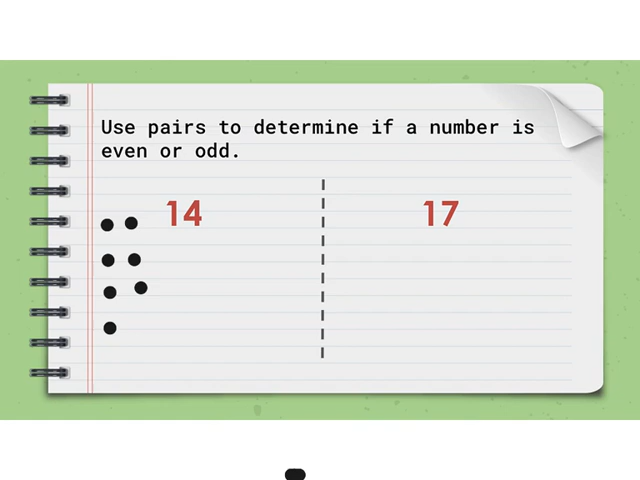 Use pairs to determine if a number is
even or odd.
14 17